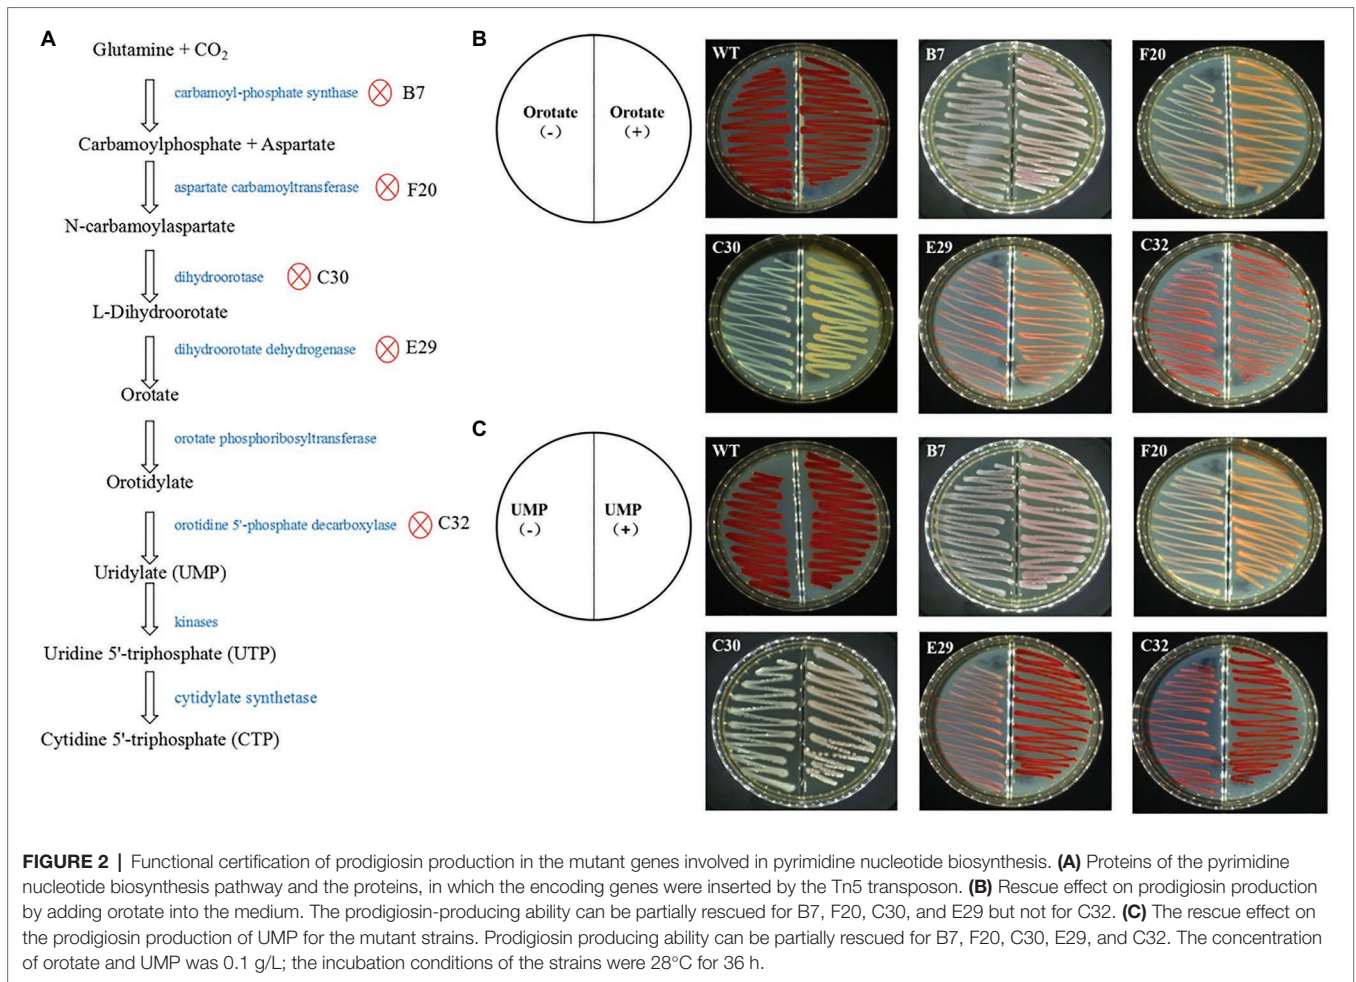 A
Glutamine + CO2
carbamoyl-phosphate synthase
B7
Carbamoylphosphate + Aspartate
aspartate carbamoyltransferase
F20
N-carbamoylaspartate
dihydroorotase
C30
L-Dihydroorotate
dihydroorotate dehydrogenase
E29
Orotate
orotate phosphoribosyltransferase
Orotidylate
orotidine 5'-phosphate decarboxylase
C32
Uridylate (UMP)
kinases
Uridine 5'-triphosphate (UTP)
cytidylate synthetase
Cytidine 5'-triphosphate (CTP)
B
Orotate
(-)
Orotate
(+)
WT
B7
F20
C30
E29
C32
C
UMP
(-)
UMP
(+)
WT
B7
F20
C30
E29
C32
FIGURE 2 | Functional certification of prodigiosin production in the mutant genes involved in pyrimidine nucleotide biosynthesis. (A) Proteins of the pyrimidine
nucleotide biosynthesis pathway and the proteins, in which the encoding genes were inserted by the Tn5 transposon. (B) Rescue effect on prodigiosin production
by adding orotate into the medium. The prodigiosin-producing ability can be partially rescued for B7, F20, C30, and E29 but not for C32. (C) The rescue effect on
the prodigiosin production of UMP for the mutant strains. Prodigiosin producing ability can be partially rescued for B7, F20, C30, E29, and C32. The concentration
of orotate and UMP was 0.1 g/L; the incubation conditions of the strains were 28°C for 36 h.